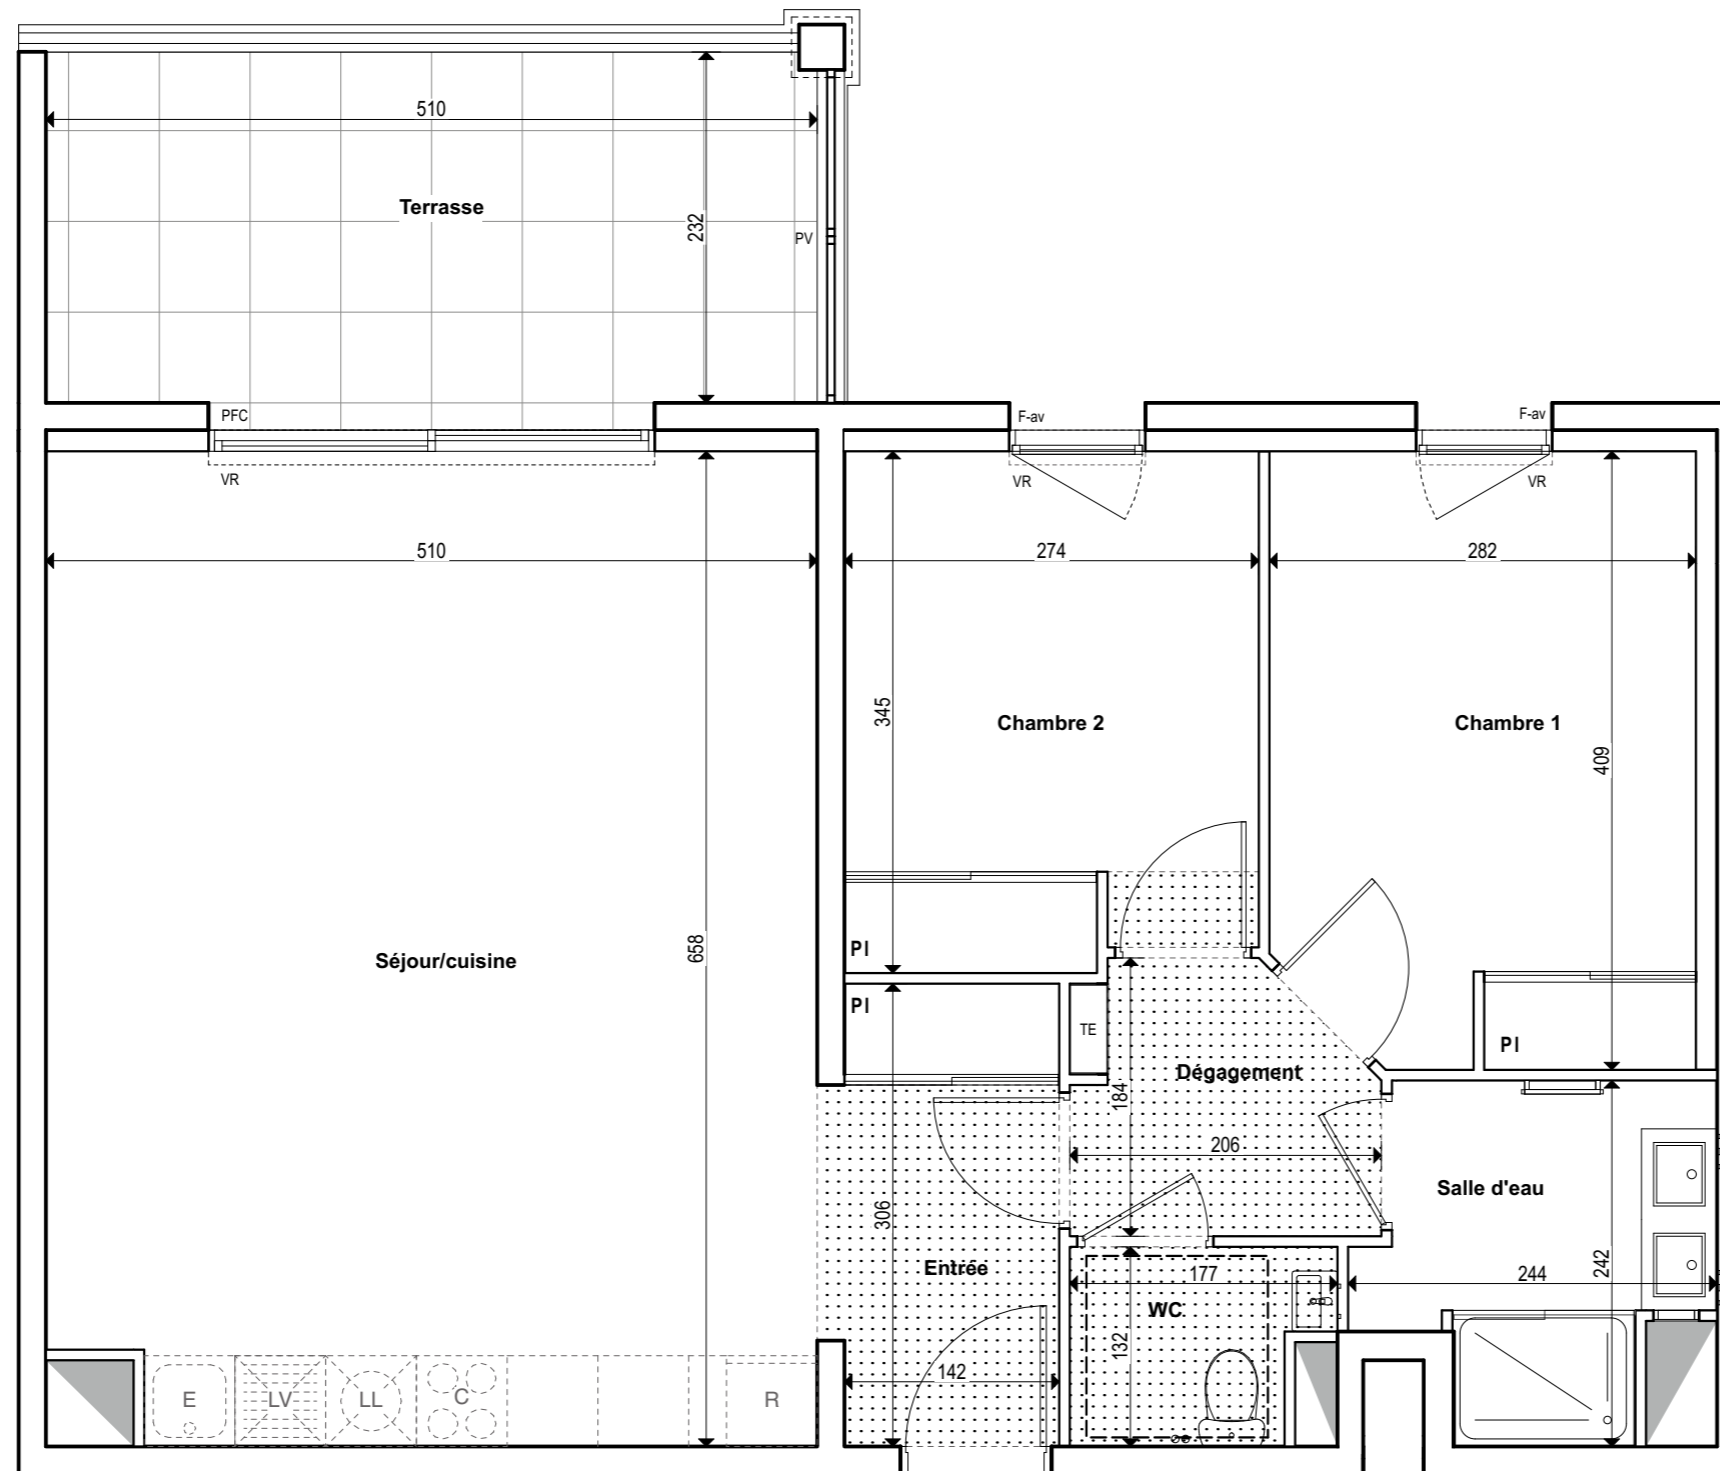 510
Terrasse
232
PV
PFC
F-av
F-av
VR
VR
VR
510
274
282
345
Chambre 2
Chambre 1
409
Séjour/cuisine
658
PI
PI
TE
PI
Dégagement
184
206
Salle d'eau
306
Entrée
177
244
242
WC
132
142
E
LV
LL
C
R